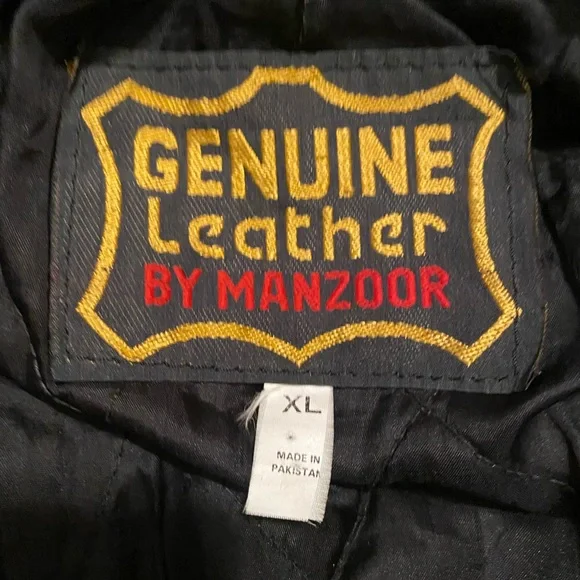 GENUINE
Leather
BY MANZOOR
XL
MADE IN
PAKISTAN